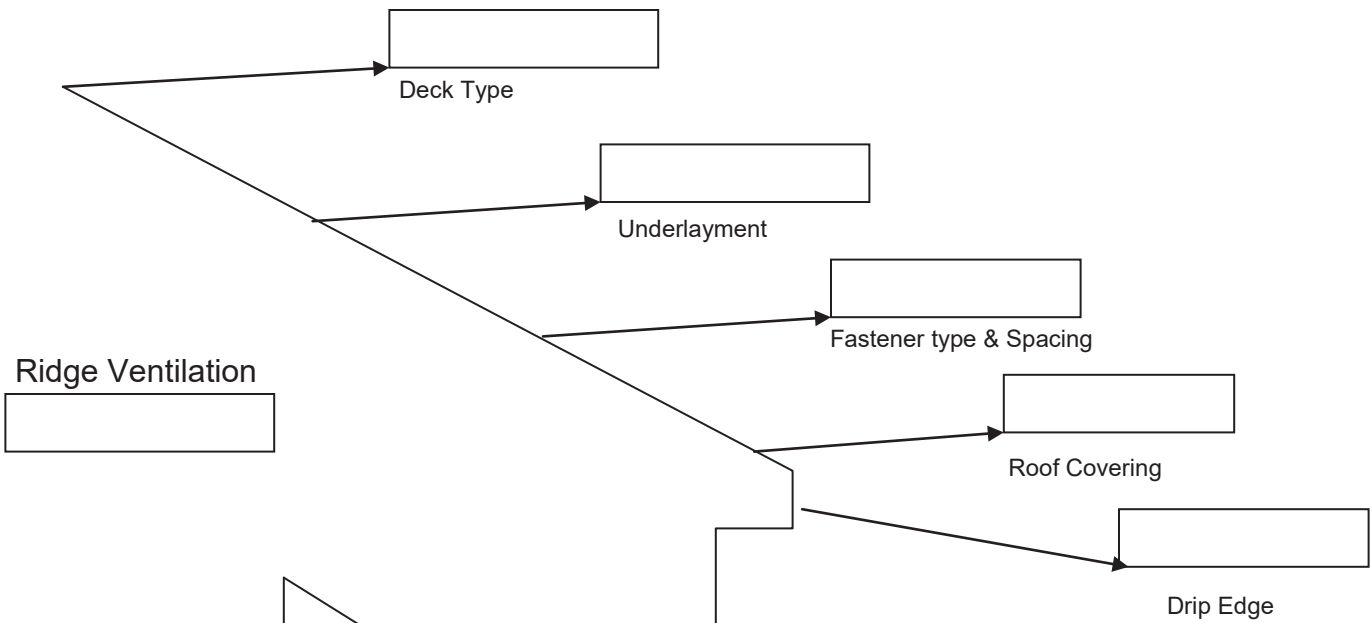 Deck Type
Underlayment
Fastener type & Spacing
Ridge Ventilation
Roof Covering
Drip Edge